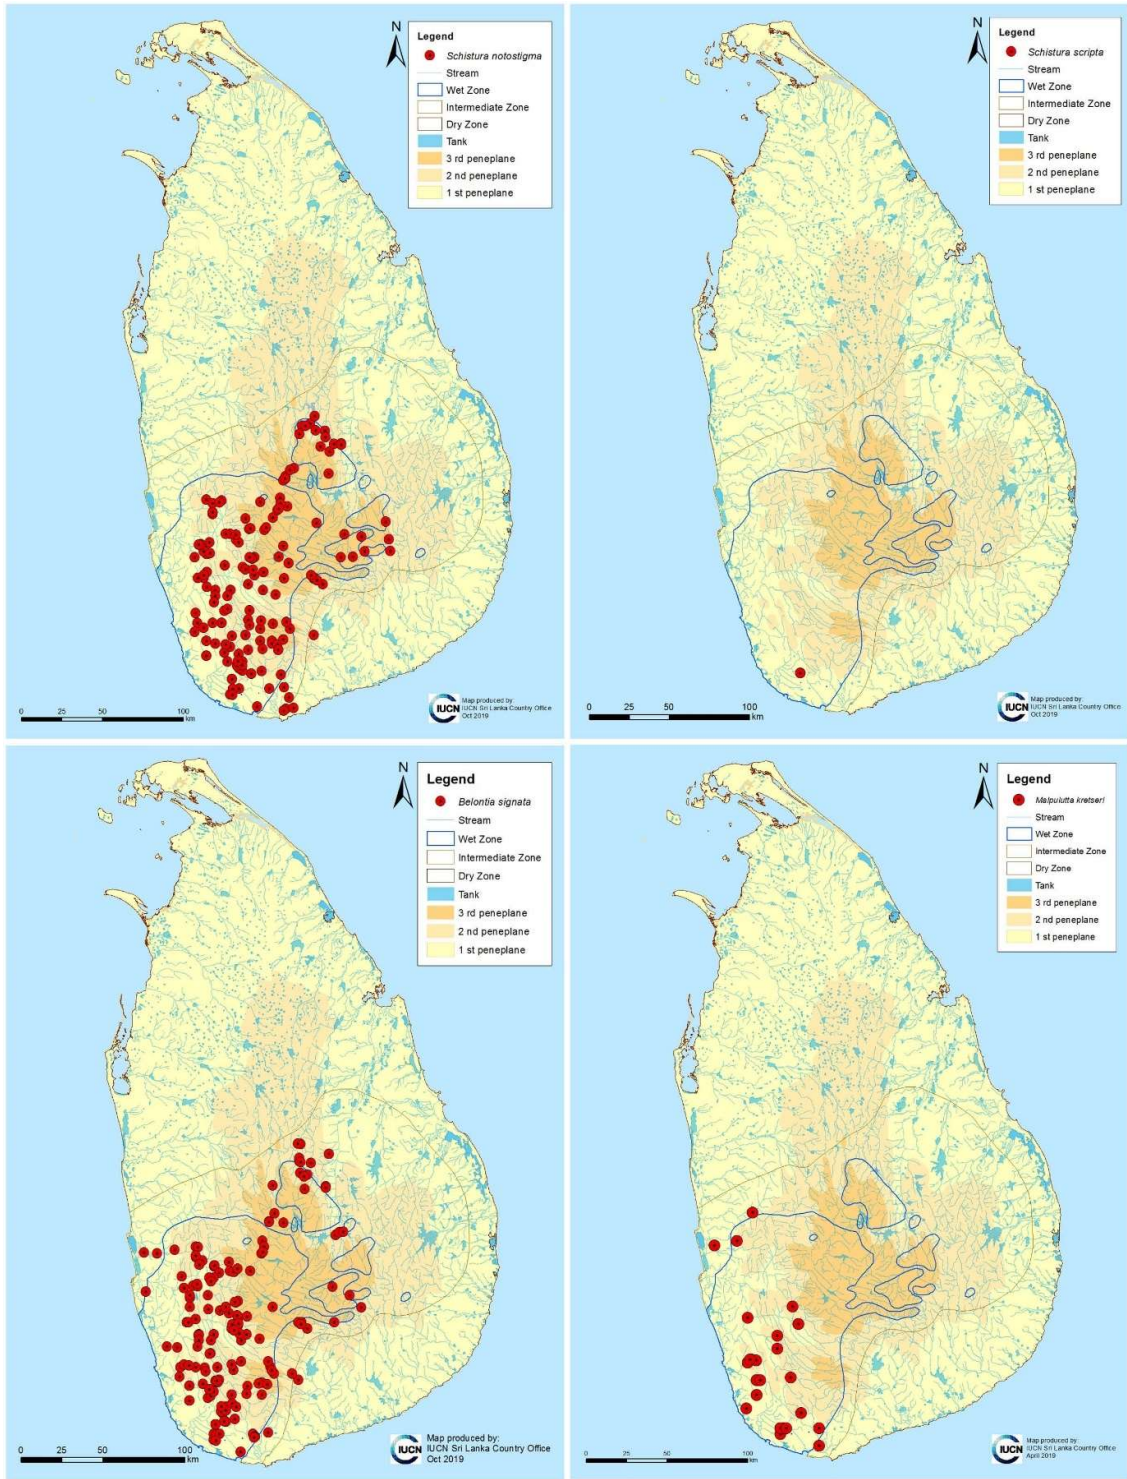 N
Legend
Schistura notostigma
Stream
Wet Zone
Intermediate Zone
Dry Zone
Tank
3 rd peneplane
2 nd peneplane
1 st peneplane
0 25 50 100
km
IUCN
Map produced by:
IUCN Sri Lanka Country Office
Oct 2019
N
Legend
Schistura scripta
Stream
Wet Zone
Intermediate Zone
Dry Zone
Tank
3 rd peneplane
2 nd peneplane
1 st peneplane
0 25 50 100
km
IUCN
Map produced by:
IUCN Sri Lanka Country Office
Oct 2019
N
Legend
Belontia signata
Stream
Wet Zone
Intermediate Zone
Dry Zone
Tank
3 rd peneplane
2 nd peneplane
1 st peneplane
0 25 50 100
km
IUCN
Map produced by:
IUCN Sri Lanka Country Office
Oct 2019
N
Legend
Malpulutta kretseri
Stream
Wet Zone
Intermediate Zone
Dry Zone
Tank
3 rd peneplane
2 nd peneplane
1 st peneplane
0 25 50 100
km
IUCN
Map produced by:
IUCN Sri Lanka Country Office
April 2019